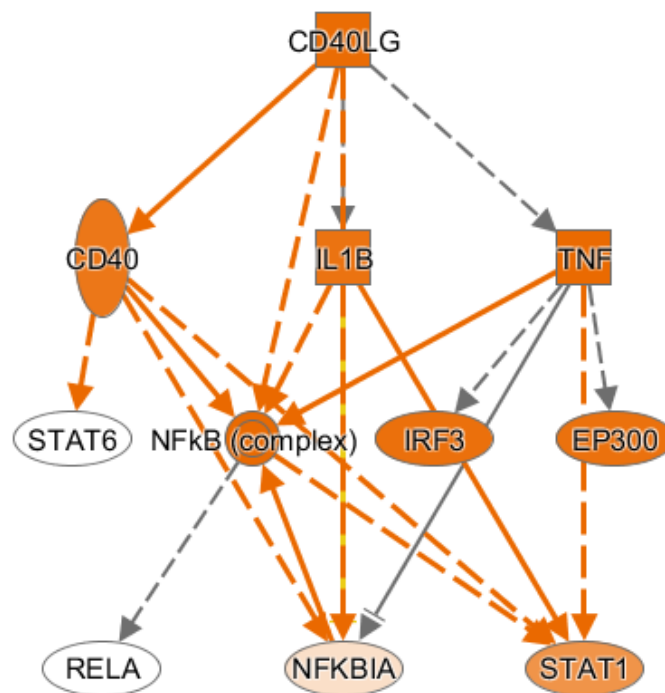 CD40LG
CD40
IL1B
TNF
STAT6
NFkB (complex)
IRF3
EP300
RELA
NFKBIA
STAT1